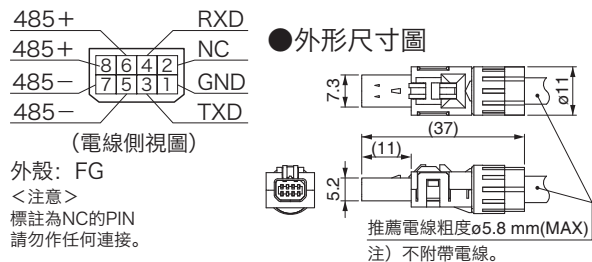 485+
RXD
485+
NC
8 6 4 2
7 5 3 1
485−
GND
485−
TXD
(電線側視圖)
外殼: FG
<注意>
標註為NC的PIN
請勿作任何連接。
●外形尺寸圖
7.3
ø11
(37)
(11)
5.2
推薦電線粗度ø5.8 mm(MAX)
注）不附帶電線。